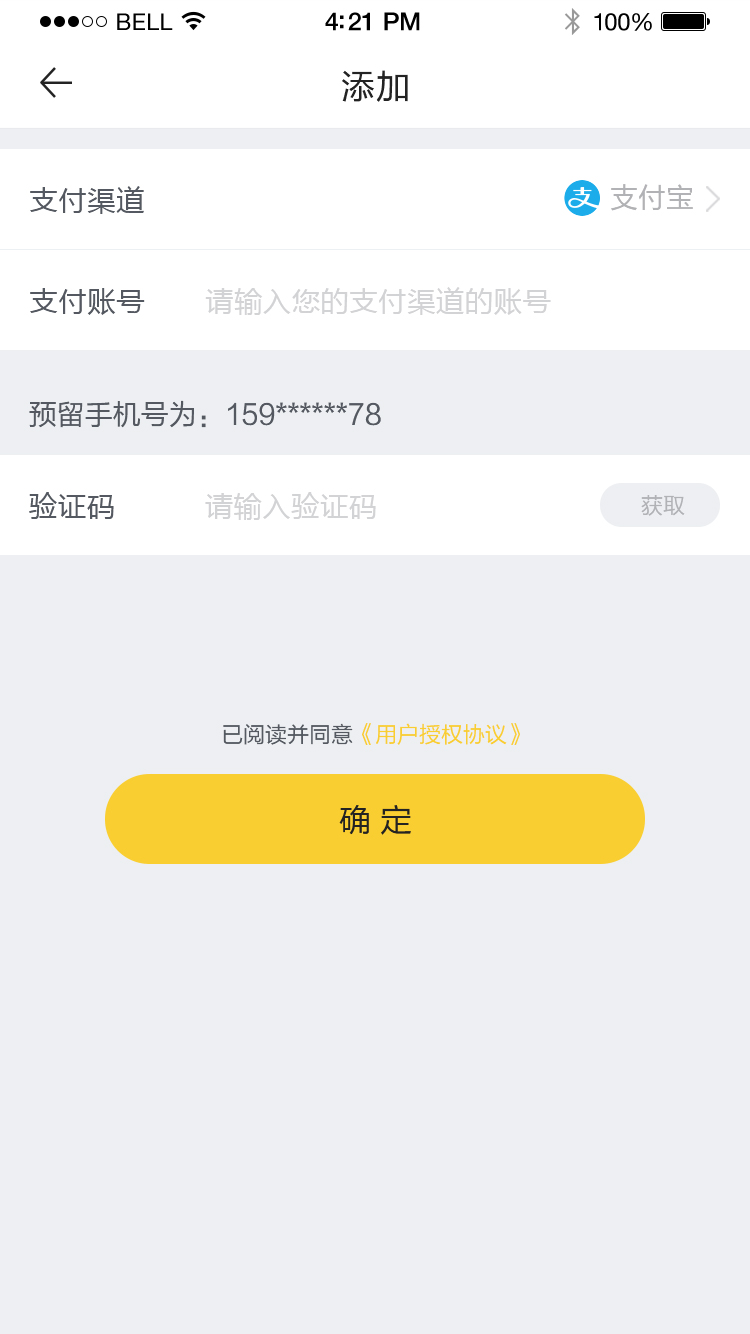 BELL 4:21 PM 100%
添加
支付渠道 支付宝
支付账号 请输入您的支付渠道的账号
预留手机号为：159******78
验证码 请输入验证码 获取
已阅读并同意《用户授权协议》
确 定